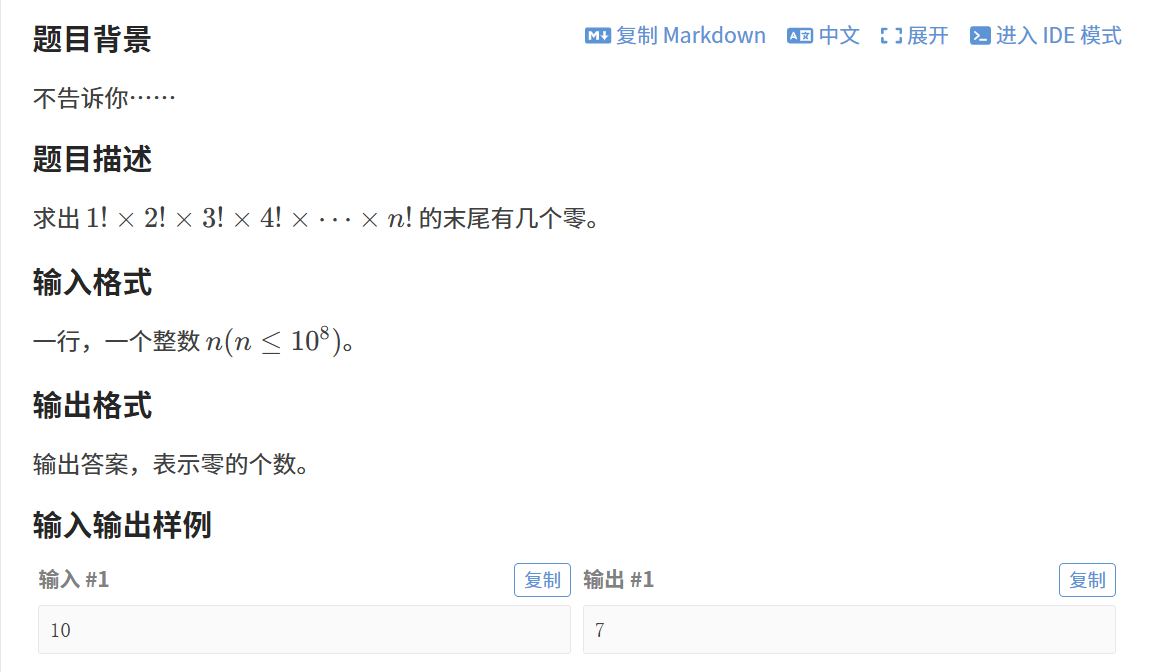 题目背景
复制 Markdown 中文 展开 进入 IDE 模式
不告诉你……
题目描述
求出 1! × 2! × 3! × 4! × ⋯ × n! 的末尾有几个零。
输入格式
一行，一个整数 n(n ≤ 10⁸)。
输出格式
输出答案，表示零的个数。
输入输出样例
输入 #1 复制 输出 #1 复制
10 7